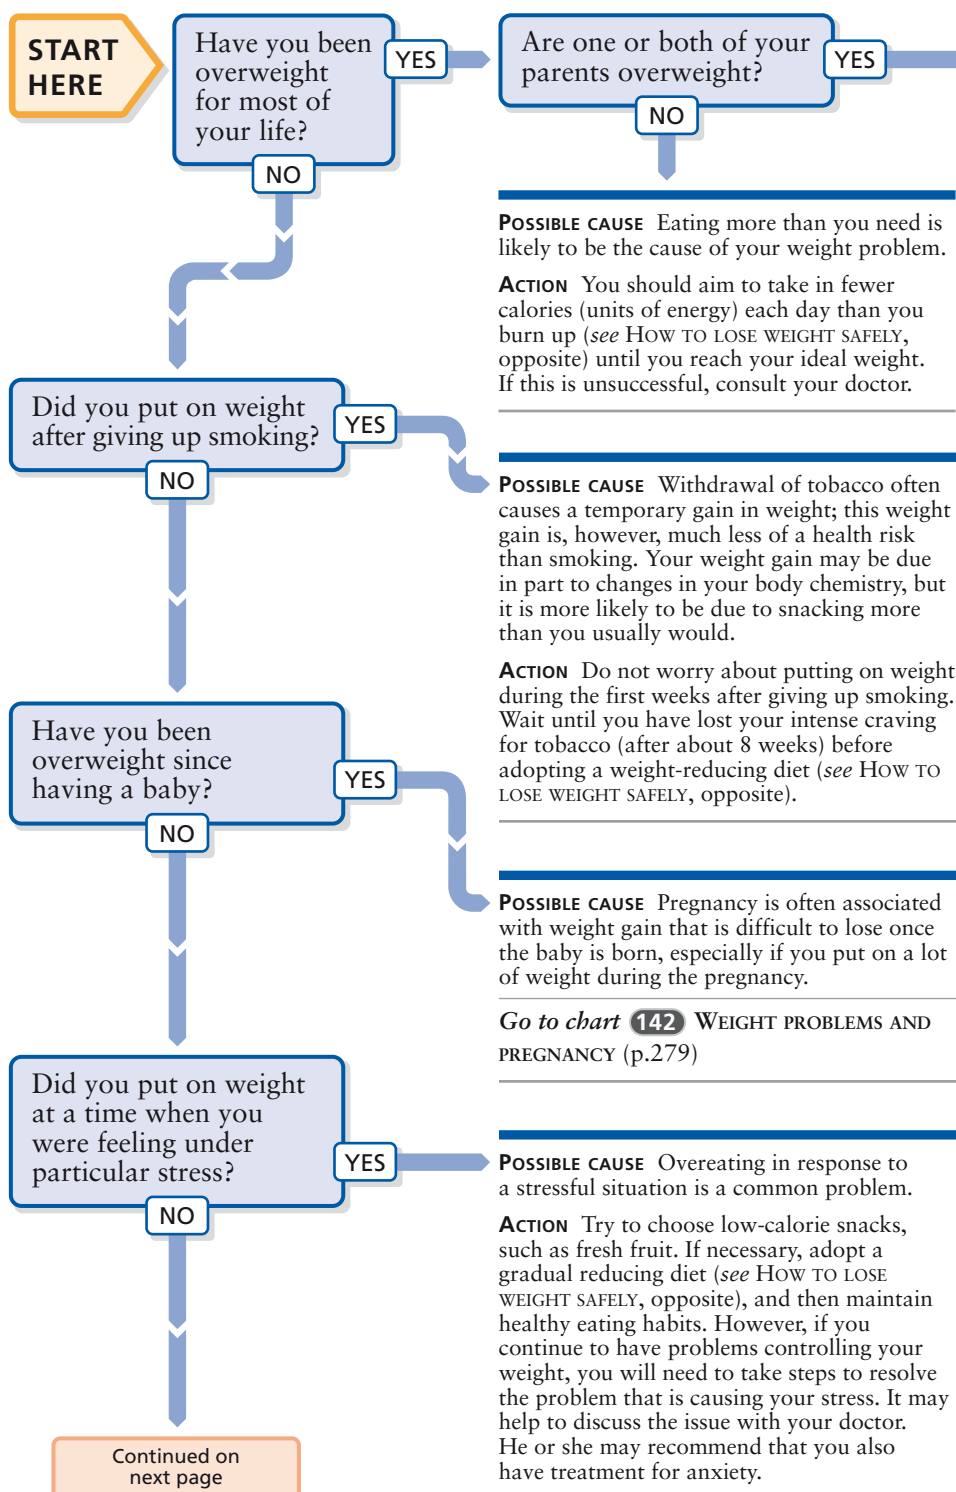 START
HERE
Have you been
overweight
for most of
your life?
YES
NO
Are one or both of your
parents overweight?
YES
NO
POSSIBLE CAUSE Eating more than you need is
likely to be the cause of your weight problem.
ACTION You should aim to take in fewer
calories (units of energy) each day than you
burn up (see HOW TO LOSE WEIGHT SAFELY,
opposite) until you reach your ideal weight.
If this is unsuccessful, consult your doctor.
Did you put on weight
after giving up smoking?
YES
NO
POSSIBLE CAUSE Withdrawal of tobacco often
causes a temporary gain in weight; this weight
gain is, however, much less of a health risk
than smoking. Your weight gain may be due
in part to changes in your body chemistry, but
it is more likely to be due to snacking more
than you usually would.
ACTION Do not worry about putting on weight
during the first weeks after giving up smoking.
Wait until you have lost your intense craving
for tobacco (after about 8 weeks) before
adopting a weight-reducing diet (see HOW TO
LOSE WEIGHT SAFELY, opposite).
Have you been
overweight since
having a baby?
YES
NO
POSSIBLE CAUSE Pregnancy is often associated
with weight gain that is difficult to lose once
the baby is born, especially if you put on a lot
of weight during the pregnancy.
Go to chart 142 WEIGHT PROBLEMS AND
PREGNANCY (p.279)
Did you put on weight
at a time when you
were feeling under
particular stress?
YES
NO
POSSIBLE CAUSE Overeating in response to
a stressful situation is a common problem.
ACTION Try to choose low-calorie snacks,
such as fresh fruit. If necessary, adopt a
gradual reducing diet (see HOW TO LOSE
WEIGHT SAFELY, opposite), and then maintain
healthy eating habits. However, if you
continue to have problems controlling your
weight, you will need to take steps to resolve
the problem that is causing your stress. It may
help to discuss the issue with your doctor.
He or she may recommend that you also
have treatment for anxiety.
Continued on
next page